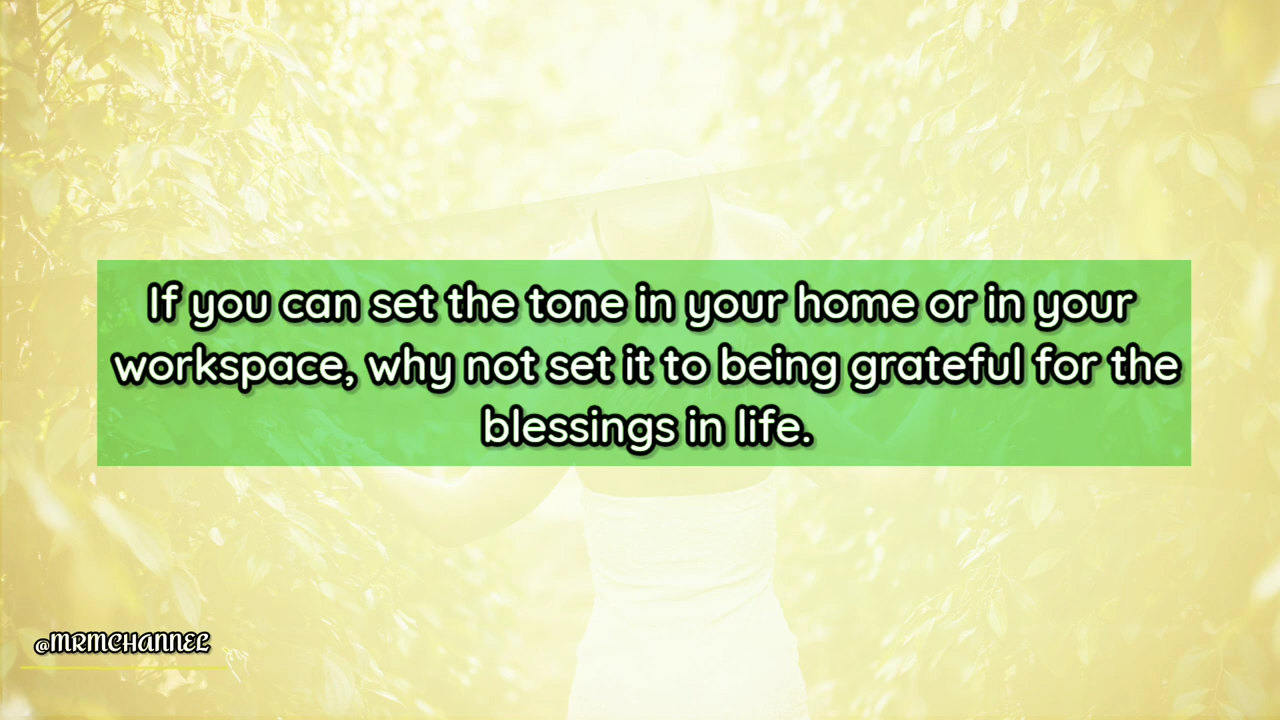 If you can set the tone in your home or in your
workspace, why not set it to being grateful for the
blessings in life.
@MRMCHANNEL